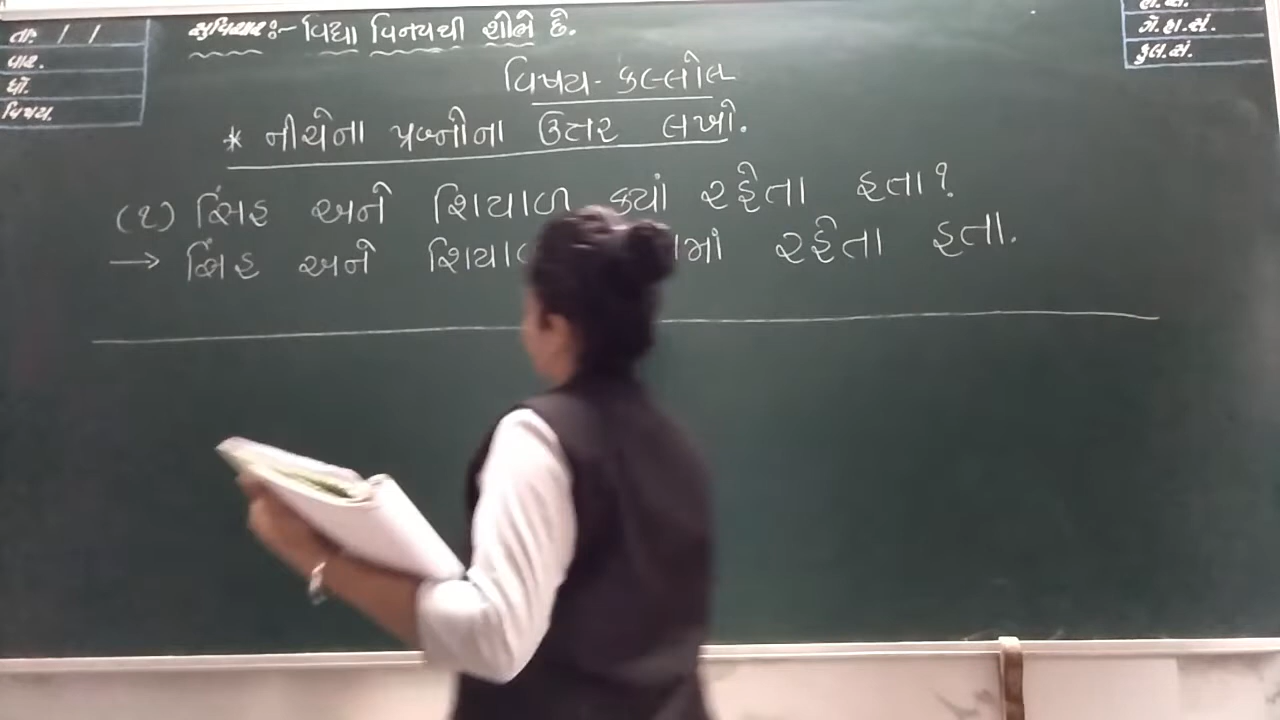 તા. / /
વાર.
ધો.
વિષય.
સુવિચાર:- વિદ્યા વિનયથી શોભે છે.
ગે.હા.સં.
કુલ.સં.
વિષય- કલ્લોલ
* નીચેના પ્રશ્નોના ઉત્તર લખો.
(૧) સિંહ અને શિયાળ ક્યાં રહેતા હતા?
→ સિંહ અને રહેતા હતા.